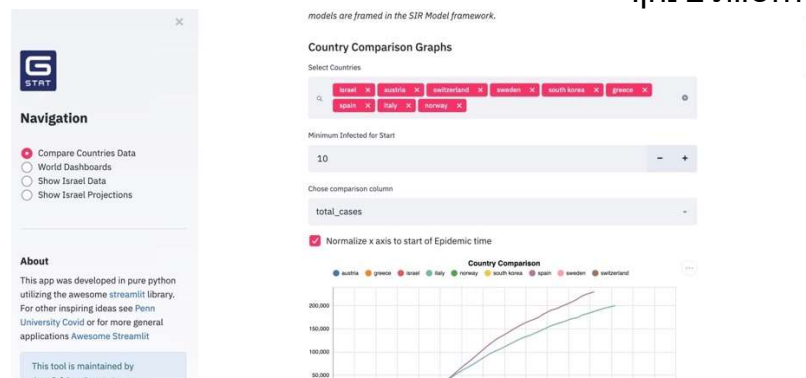 models are framed in the SIR Model framework.
×
Country Comparison Graphs
Select Countries
G
STAT
israel × austria × switzerland × sweden × south korea × greece ×
spain × italy × norway ×
Navigation
Minimum Infected for Start
Compare Countries Data
10 - +
World Dashboards
Show Israel Data
Show Israel Projections
Chose comparison column
total_cases
Normalize x axis to start of Epidemic time
About
Country Comparison
austria greece israel italy norway south korea spain sweden switzerland
This app was developed in pure python
utilizing the awesome streamlit library.
For other inspiring ideas see Penn
University Covid or for more general
applications Awesome Streamlit
200,000
150,000
100,000
50,000
This tool is maintained by